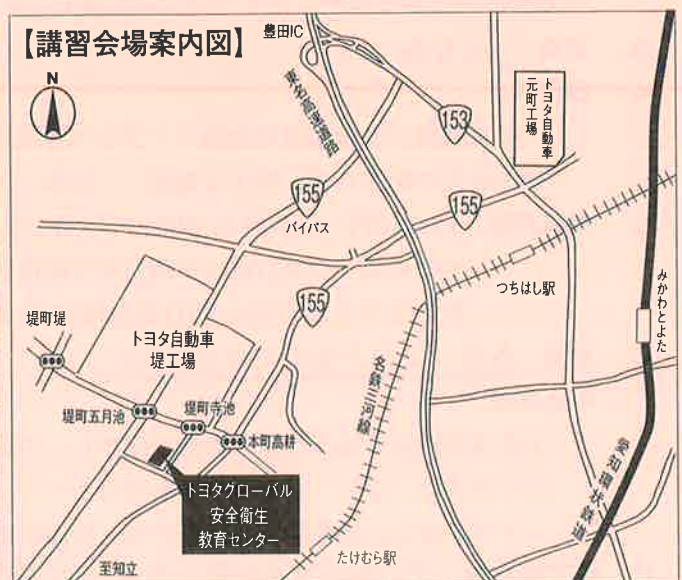 【講習会場案内図】
N
豊田IC
東名高速道路
153
トヨタ自動車
元町工場
155
バイパス
155
155
つちはし駅
みかわとよた
堤町堤
トヨタ自動車
堤工場
名鉄三河線
堤町五月池
堤町寺池
本町高耕
愛知環状鉄道
トヨタグローバル
安全衛生
教育センター
たけむら駅
至知立